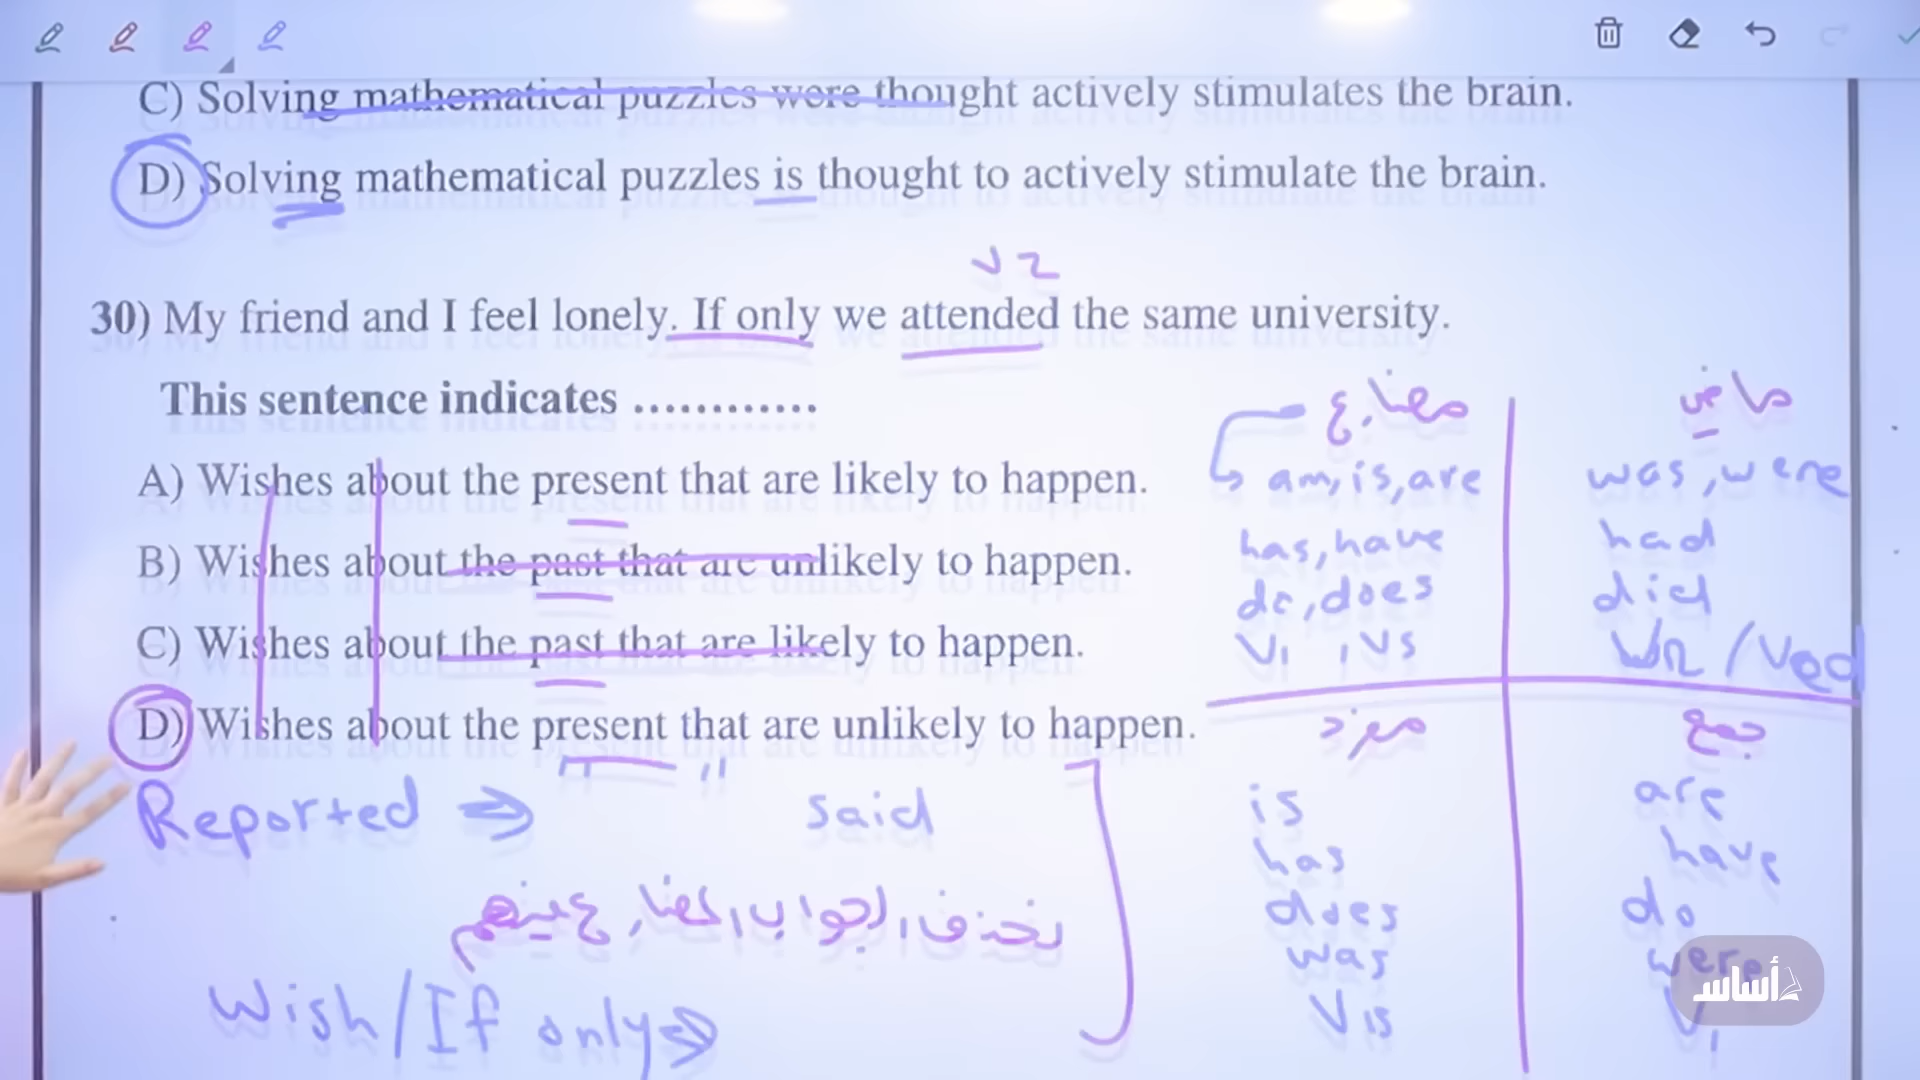 C) Solving mathematical puzzles were thought actively stimulates the brain.
D) Solving mathematical puzzles is thought to actively stimulate the brain.
V2
30) My friend and I feel lonely. If only we attended the same university.
This sentence indicates ............
A) Wishes about the present that are likely to happen.
B) Wishes about the past that are unlikely to happen.
C) Wishes about the past that are likely to happen.
D) Wishes about the present that are unlikely to happen.
مضارع
ماضي
am, is, are
was, were
has, have
had
do, does
did
V1 , Vs
V2 / Ved
مفرد
جمع
is
are
has
have
does
do
was
were
Vis
V1
Reported ⇒ " " said
نحذف الجواب المضارع
Wish/If only ⇒
أساس